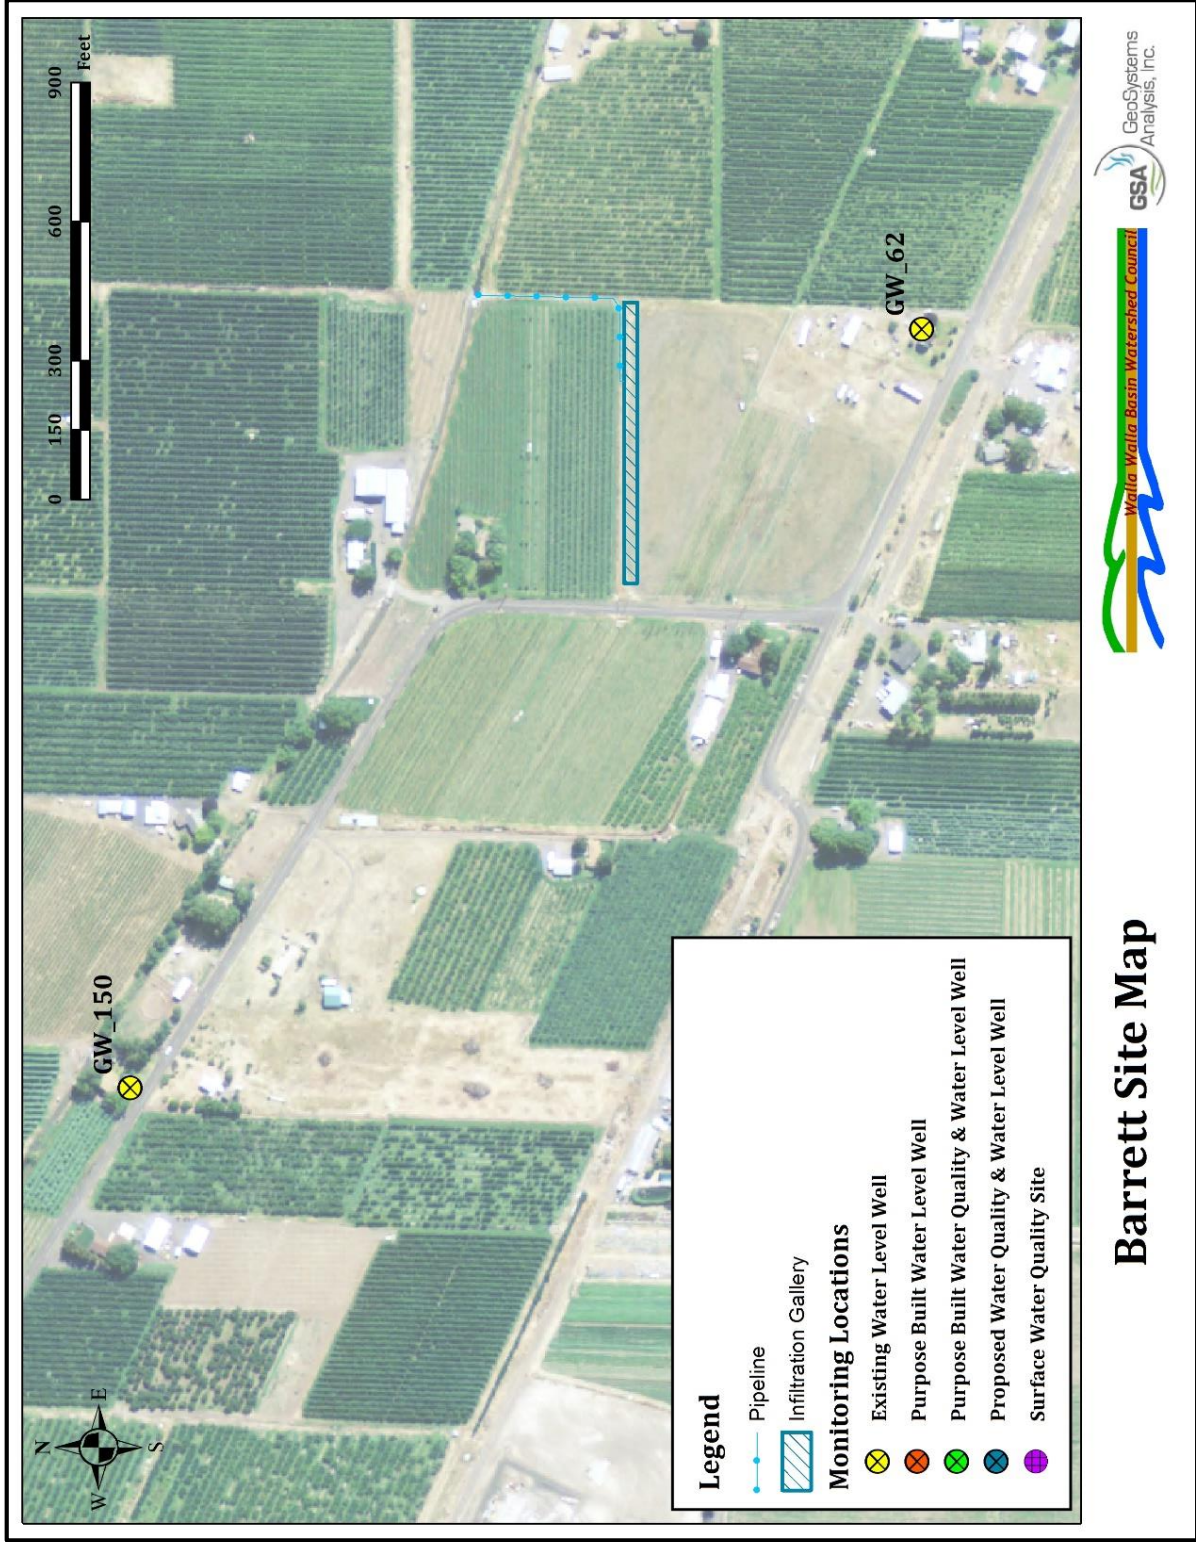 N
W
E
S
GW_150
0
150
300
600
900
Feet
GW_62
Legend
Pipeline
Infiltration Gallery
Monitoring Locations
Existing Water Level Well
Purpose Built Water Level Well
Purpose Built Water Quality & Water Level Well
Proposed Water Quality & Water Level Well
Surface Water Quality Site
Barrett Site Map
Walla Walla Basin Watershed Council
GSA
GeoSystems
Analysis, Inc.